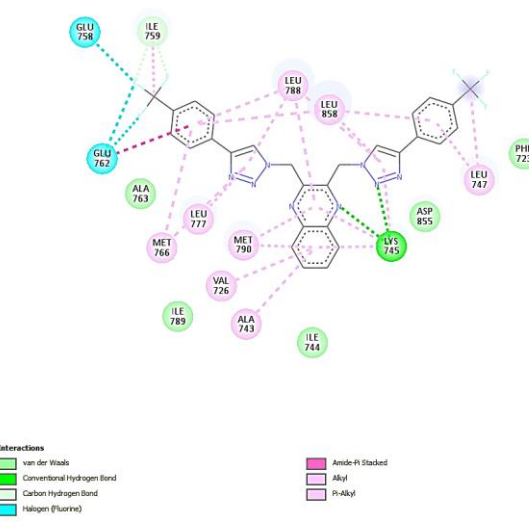 GLU
758
ILE
759
LEU
788
LEU
858
PHE
723
GLU
762
LEU
747
ALA
763
ASP
855
LEU
777
MET
766
MET
790
LYS
745
VAL
726
ILE
789
ALA
743
ILE
744
N
N
N
N
N
N
N
N
Interactions
van der Waals
Conventional Hydrogen Bond
Carbon Hydrogen Bond
Halogen (Fluorine)
Amide-Pi Stacked
Alkyl
Pi-Alkyl